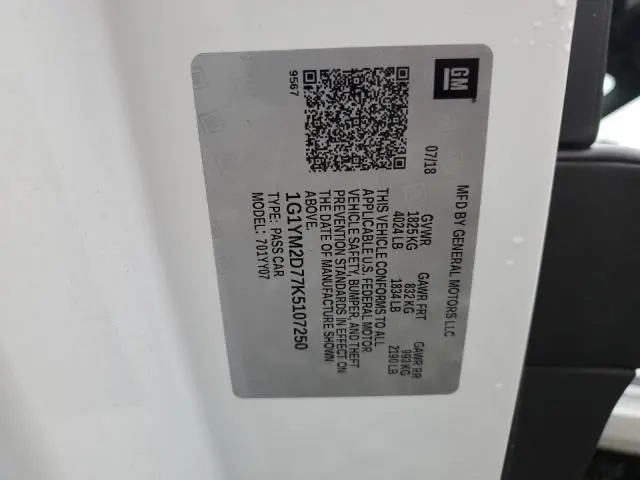 GM
MFD BY GENERAL MOTORS LLC
07/18 GVWR GAWR FRT GAWR RR
1825 KG 832 KG 993 KG
4024 LB 1834 LB 2190 LB
THIS VEHICLE CONFORMS TO ALL
APPLICABLE U.S. FEDERAL MOTOR
VEHICLE SAFETY, BUMPER, AND THEFT
PREVENTION STANDARDS IN EFFECT ON
THE DATE OF MANUFACTURE SHOWN
ABOVE.
1G1YM2D77K5107250
TYPE: PASS CAR
MODEL: 701YY07
9567